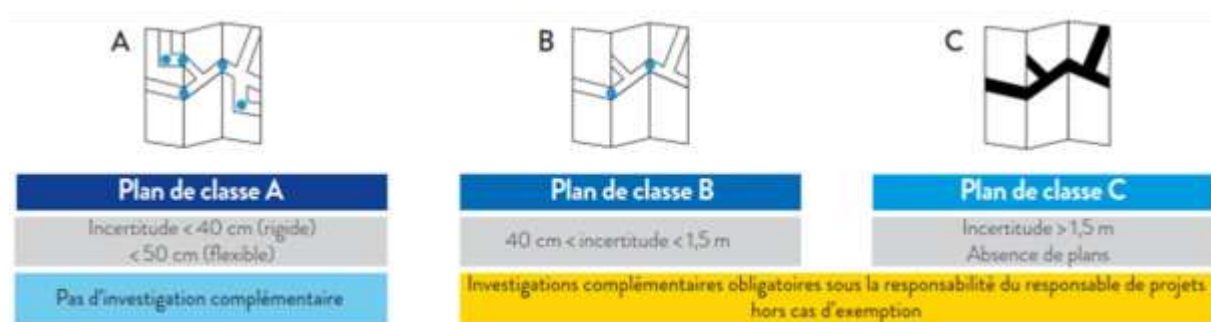 A
B
C
Plan de classe A
Incertitude < 40 cm (rigide)
< 50 cm (flexible)
Pas d'investigation complémentaire
Plan de classe B
40 cm < incertitude < 1,5 m
Plan de classe C
Incertitude > 1,5 m
Absence de plans
Investigations complémentaires obligatoires sous la responsabilité du responsable de projets
hors cas d'exemption